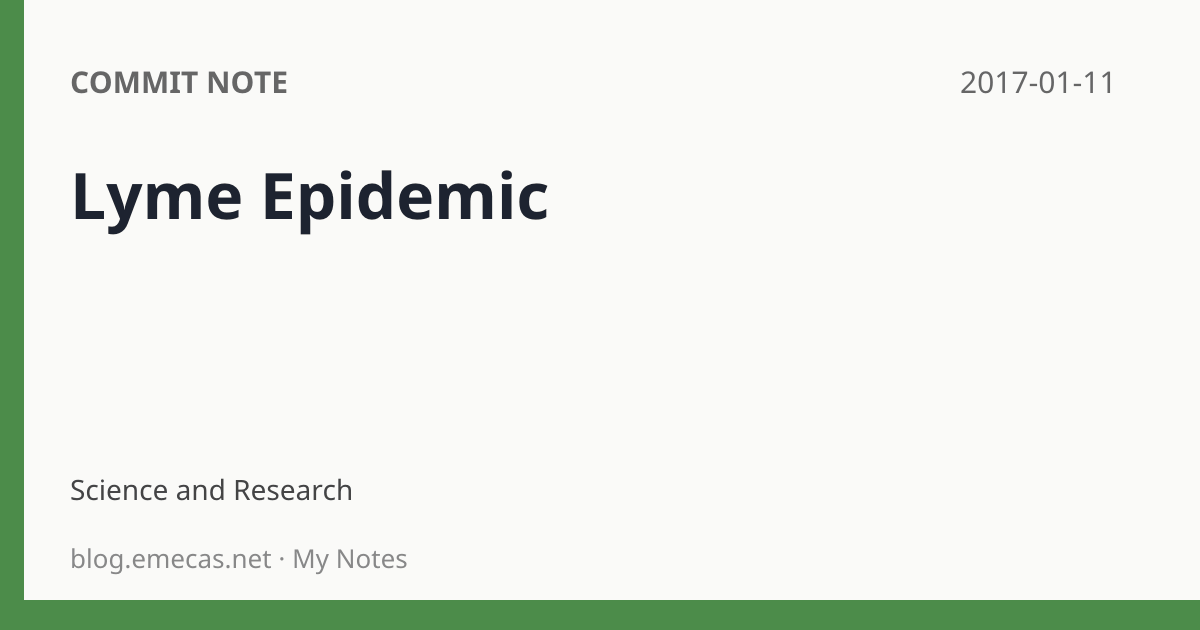 COMMIT NOTE
2017-01-11
Lyme Epidemic
Science and Research
blog.emecas.net · My Notes